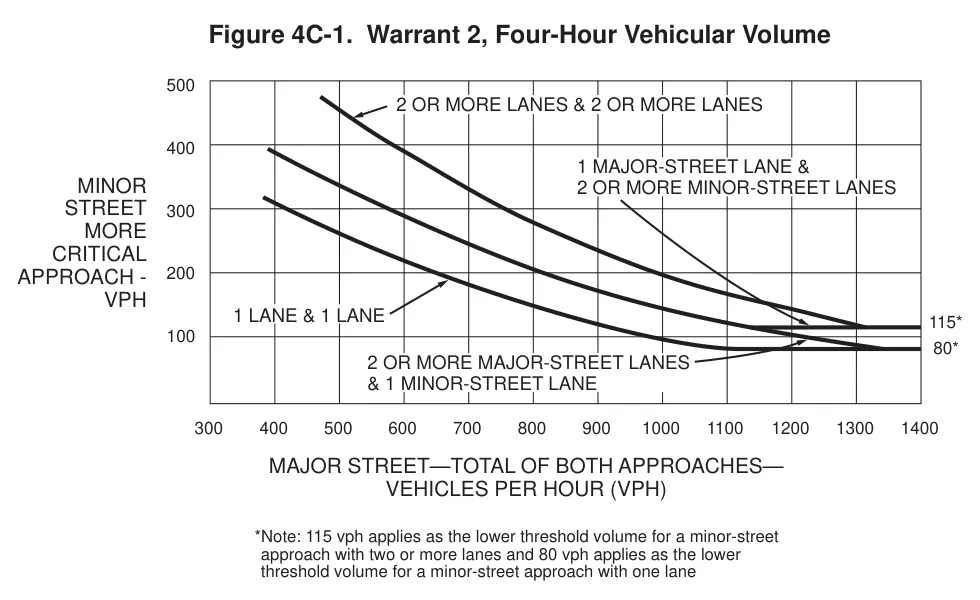 Figure 4C-1.  Warrant 2, Four-Hour Vehicular Volume
500
400
300
200
100
MINOR
STREET
MORE
CRITICAL
APPROACH -
VPH
2 OR MORE LANES & 2 OR MORE LANES
1 MAJOR-STREET LANE &
2 OR MORE MINOR-STREET LANES
1 LANE & 1 LANE
2 OR MORE MAJOR-STREET LANES
& 1 MINOR-STREET LANE
115*
80*
300 400 500 600 700 800 900 1000 1100 1200 1300 1400
MAJOR STREET—TOTAL OF BOTH APPROACHES—
VEHICLES PER HOUR (VPH)
*Note: 115 vph applies as the lower threshold volume for a minor-street
approach with two or more lanes and 80 vph applies as the lower
threshold volume for a minor-street approach with one lane